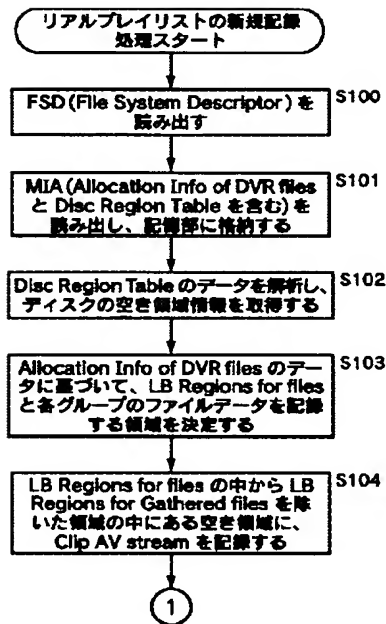 リアルプレイリストの新規記録
処理スタート
S100
FSD(File System Descriptor)を
読み出す
S101
MIA(Allocation Info of DVR files
と Disc Region Table を含む)を
読み出し、記憶部に格納する
S102
Disc Region Table のデータを解析し、
ディスクの空き領域情報を取得する
S103
Allocation Info of DVR files のデー
タに基づいて、LB Regions for files
と各グループのファイルデータを記録
する領域を決定する
S104
LB Regions for files の中から LB
Regions for Gathered files を除
いた領域の中にある空き領域に、
Clip AV stream を記録する
1